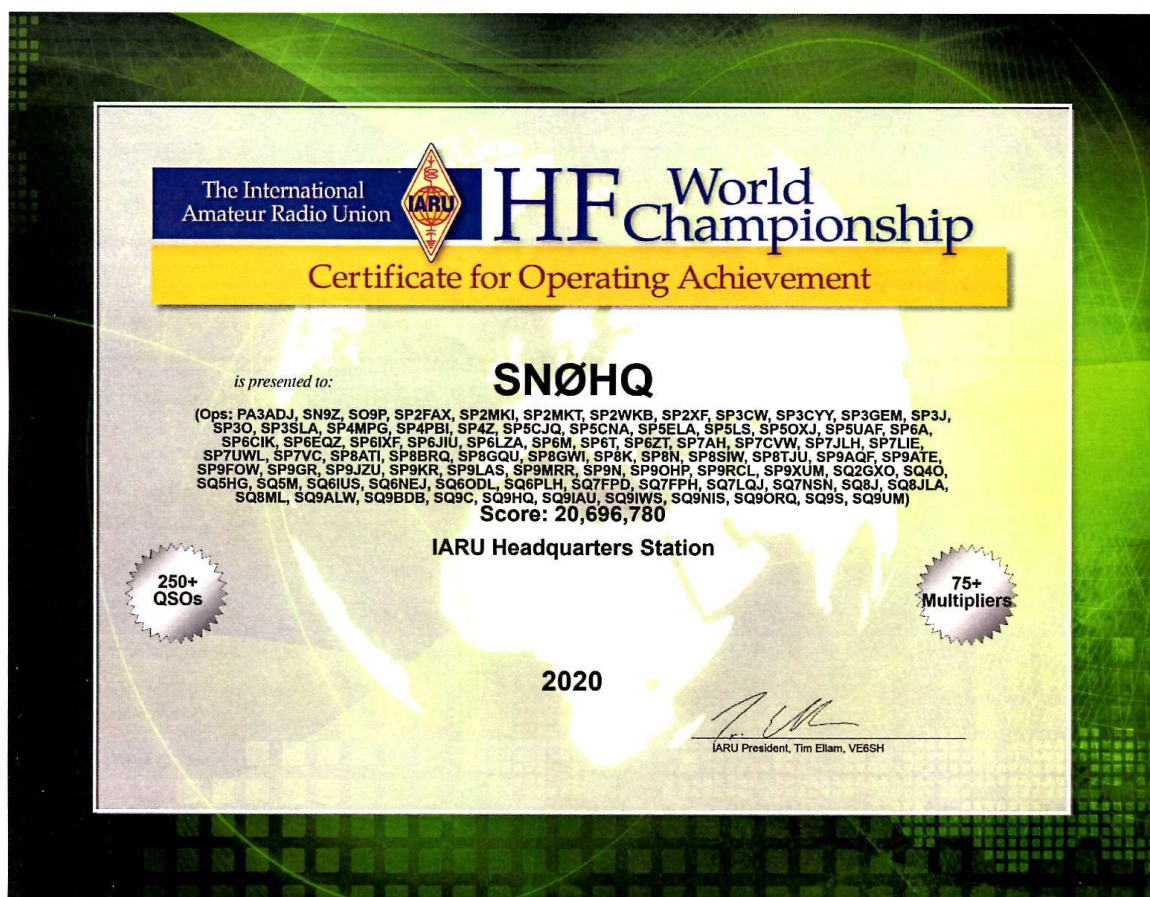 The International
Amateur Radio Union
IARU
HF World
Championship
Certificate for Operating Achievement
is presented to:
SNØHQ
(Ops: PA3ADJ, SN9Z, SO9P, SP2FAX, SP2MKI, SP2MKT, SP2WKB, SP2XF, SP3CW, SP3CYY, SP3GEM, SP3J,
SP3O, SP3SLA, SP4MPG, SP4PBI, SP4Z, SP5CJQ, SP5CNA, SP5ELA, SP5LS, SP5OXJ, SP5UAF, SP6A,
SP6CIK, SP6EQZ, SP6IXF, SP6JIU, SP6LZA, SP6M, SP6T, SP6ZT, SP7AH, SP7CVW, SP7JLH, SP7LIE,
SP7UWL, SP7VC, SP8ATI, SP8BRQ, SP8GQU, SP8GWI, SP8K, SP8N, SP8SIW, SP8TJU, SP9AQF, SP9ATE,
SP9FOW, SP9GR, SP9JZU, SP9KR, SP9LAS, SP9MRR, SP9N, SP9OHP, SP9RCL, SP9XUM, SQ2GXO, SQ4O,
SQ5HG, SQ5M, SQ6IUS, SQ6NEJ, SQ6ODL, SQ6PLH, SQ7FPD, SQ7FPH, SQ7LQJ, SQ7NSN, SQ8J, SQ8JLA,
SQ8ML, SQ9ALW, SQ9BDB, SQ9C, SQ9HQ, SQ9IAU, SQ9IWS, SQ9NIS, SQ9ORQ, SQ9S, SQ9UM)
Score: 20,696,780
IARU Headquarters Station
250+
QSOs
75+
Multipliers
2020
IARU President, Tim Ellam, VE6SH